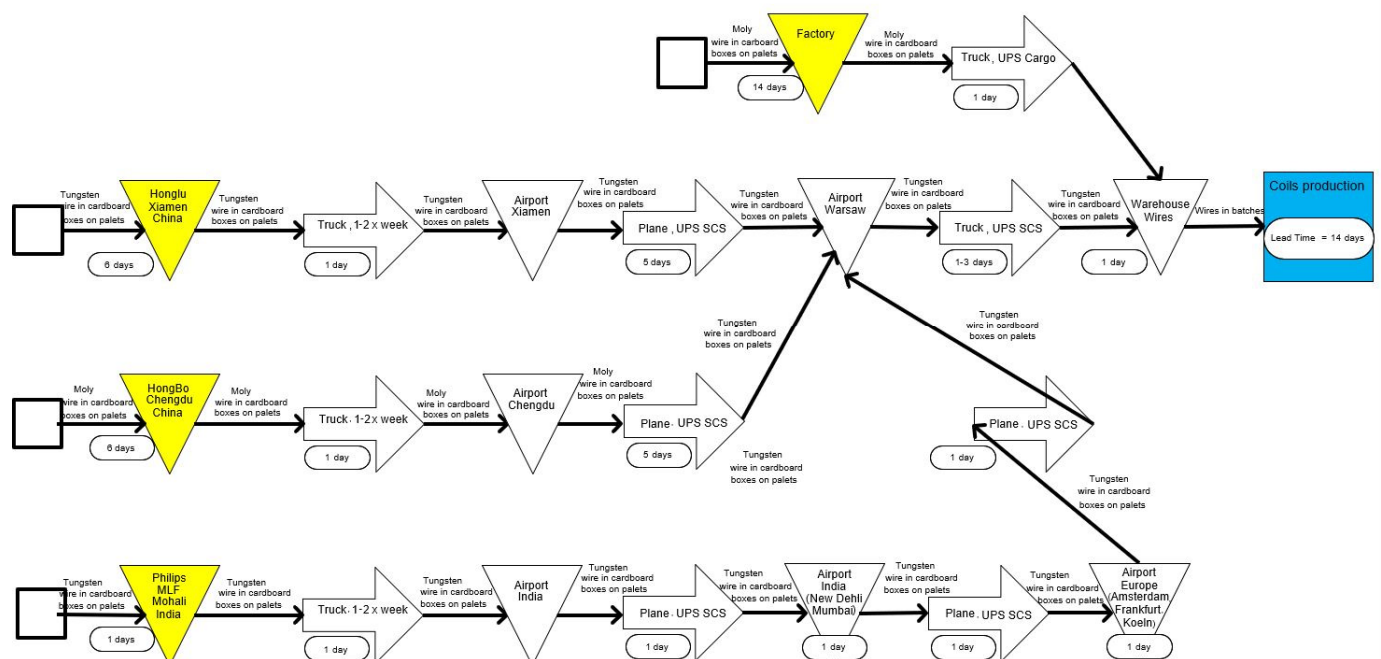 Moly
wire in carboard
boxes on palets
Factory
Moly
wire in cardboard
boxes on palets
Truck, UPS Cargo
14 days
1 day
Tungsten
wire in cardboard
boxes on palets
Honglu
Xiamen
China
Tungsten
wire in cardboard
boxes on palets
Truck, 1-2 x week
Tungsten
wire in cardboard
boxes on palets
Airport
Xiamen
Tungsten
wire in cardboard
boxes on palets
Plane, UPS SCS
Tungsten
wire in cardboard
boxes on palets
Airport
Warsaw
Tungsten
wire in cardboard
boxes on palets
Truck, UPS SCS
Tungsten
wire in cardboard
boxes on palets
Warehouse
Wires
Wires in batches
Coils production
Lead Time = 14 days
6 days
1 day
5 days
1-3 days
1 day
Tungsten
wire in cardboard
boxes on palets
Tungsten
wire in cardboard
boxes on palets
Moly
wire in cardboard
boxes on palets
HongBo
Chengdu
China
Moly
wire in cardboard
boxes on palets
Truck. 1-2 x week
Moly
wire in cardboard
boxes on palets
Airport
Chengdu
Moly
wire in cardboard
boxes on palets
Plane. UPS SCS
Plane . UPS SCS
6 days
1 day
5 days
1 day
Tungsten
wire in cardboard
boxes on palets
Tungsten
wire in cardboard
boxes on palets
Tungsten
wire in cardboard
boxes on palets
Philips
MLF
Mohali
India
Tungsten
wire in cardboard
boxes on palets
Truck. 1-2 x week
Tungsten
wire in cardboard
boxes on palets
Airport
India
Tungsten
wire in cardboard
boxes on palets
Plane . UPS SCS
Tungsten
wire in cardboard
boxes on palets
Airport
India
(New Dehli
Mumbai)
Tungsten
wire in cardboard
boxes on palets
Plane . UPS SCS
Tungsten
wire in cardboard
boxes on palets
Airport
Europe
(Amsterdam,
Frankfurt.
Koeln)
1 days
1 day
1 day
1 day
1 day
1 day